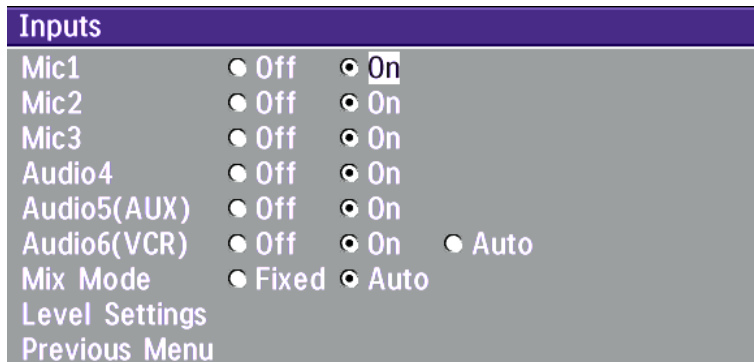 Inputs
Mic1 Off On
Mic2 Off On
Mic3 Off On
Audio4 Off On
Audio5(AUX) Off On
Audio6(VCR) Off On Auto
Mix Mode Fixed Auto
Level Settings
Previous Menu